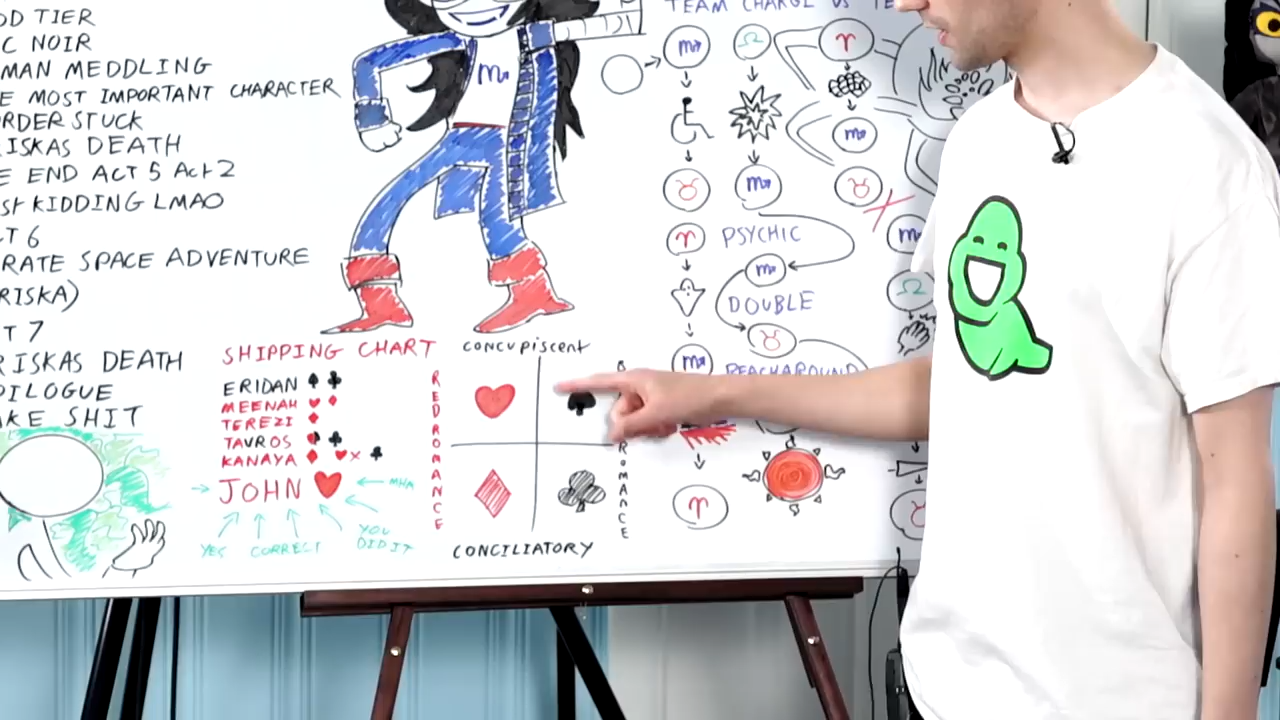 OD TIER
C NOIR
MAN MEDDLING
E MOST IMPORTANT CHARACTER
RDERSTUCK
RISKAS DEATH
E END ACT 5 ACT 2
ST KIDDING LMAO
T 6
RATE SPACE ADVENTURE
RISKA)
T 7
RISKAS DEATH
PILOGUE
AKE SHIT
SHIPPING CHART
ERIDAN
MEENAH
TEREZI
TAVROS
KANAYA
JOHN
MHA
YES
CORRECT
YOU
DID IT
CONCUPISCENT
REDROMANCE
ROMANCE
CONCILIATORY
TEAM CHARGE VS TE
PSYCHIC
DOUBLE
REACHAROUND